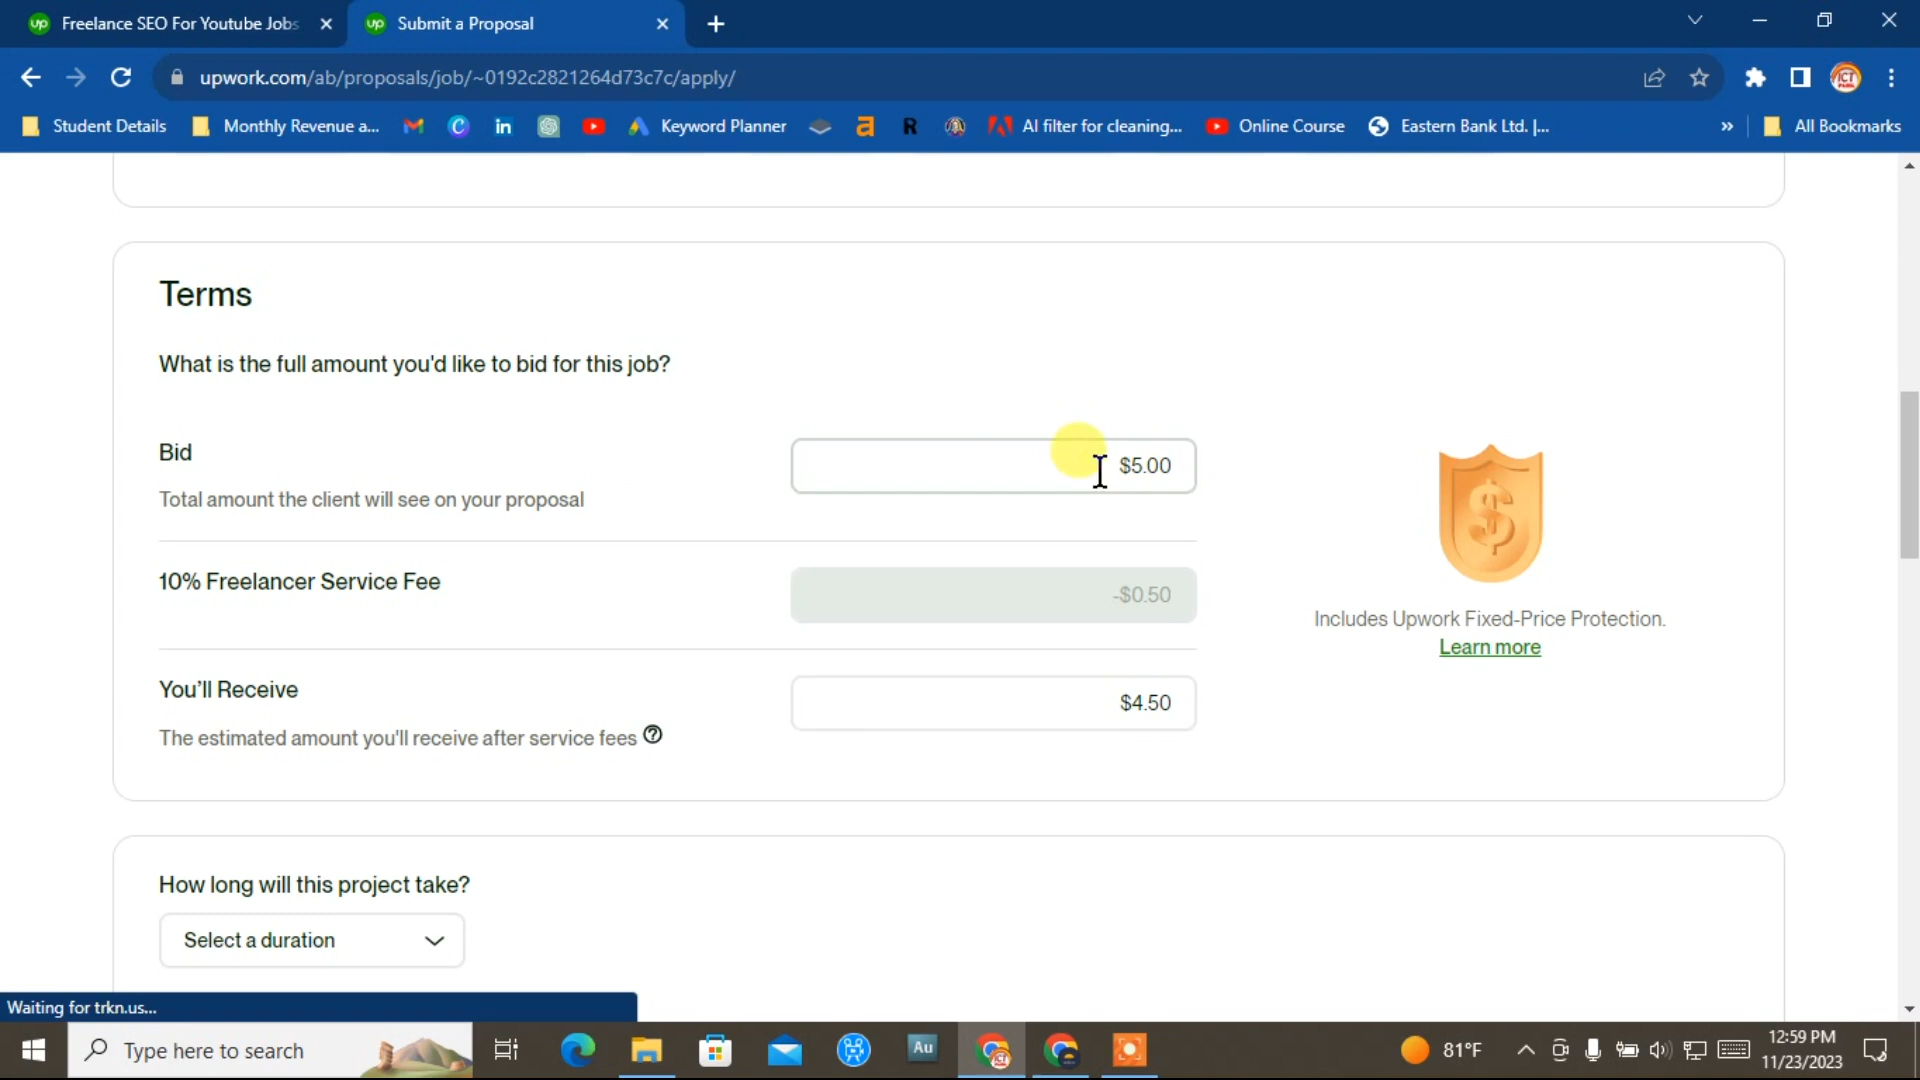 Freelance SEO For Youtube Jobs
Submit a Proposal
upwork.com/ab/proposals/job/~0192c2821264d73c7c/apply/
Student Details
Monthly Revenue a...
Keyword Planner
AI filter for cleaning...
Online Course
Eastern Bank Ltd. |...
All Bookmarks
Terms
What is the full amount you'd like to bid for this job?
Bid
$5.00
Total amount the client will see on your proposal
10% Freelancer Service Fee
-$0.50
Includes Upwork Fixed-Price Protection.
Learn more
You'll Receive
$4.50
The estimated amount you'll receive after service fees
How long will this project take?
Select a duration
Waiting for trkn.us...
Type here to search
Au
81°F
12:59 PM
11/23/2023